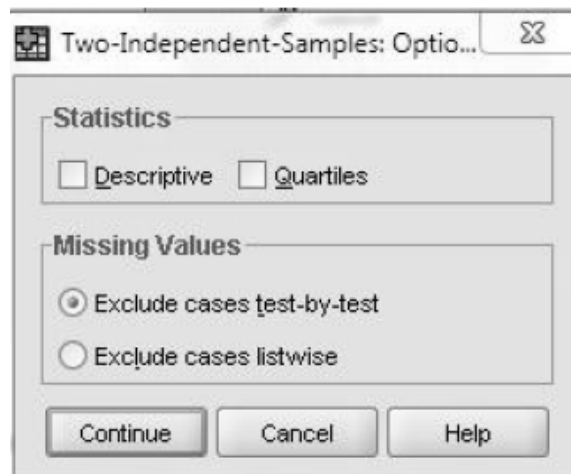 Two-Independent-Samples: Optio...
Statistics
Descriptive Quartiles
Missing Values
Exclude cases test-by-test
Exclude cases listwise
Continue Cancel Help